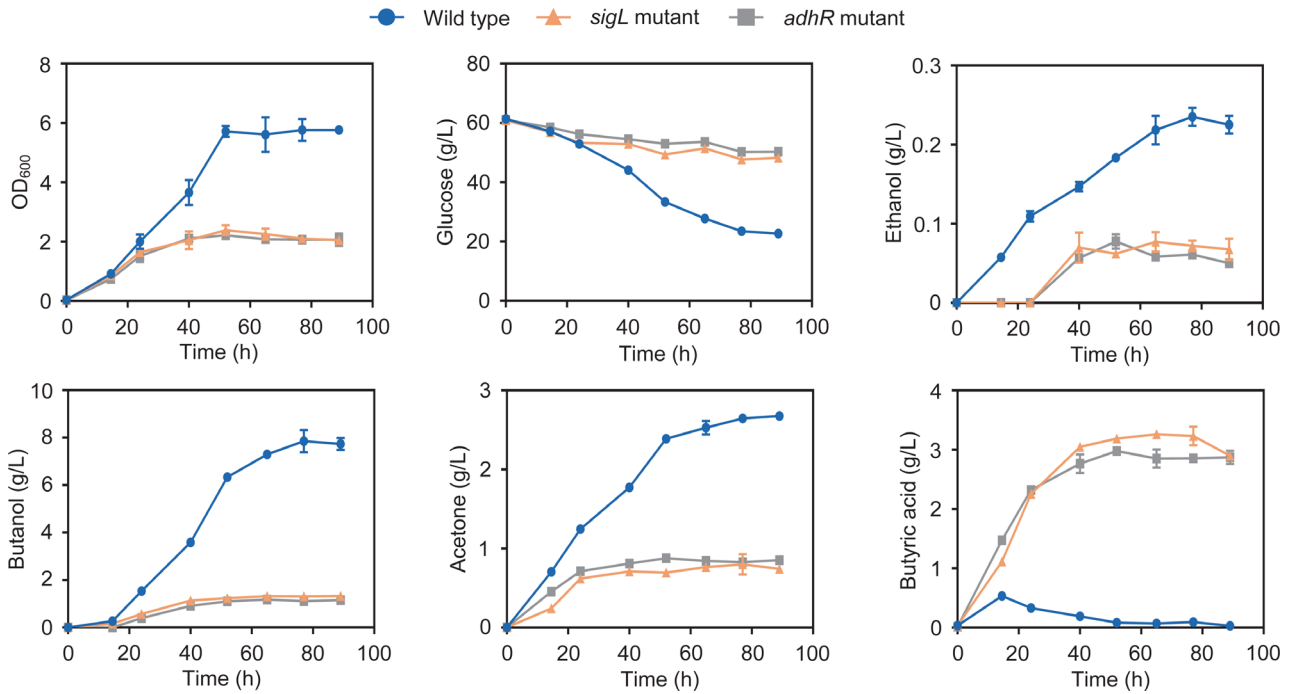 Wild type sigL mutant adhR mutant
8
6
4
2
0
OD600
0 20 40 60 80 100
Time (h)
80
60
40
20
0
Glucose (g/L)
0 20 40 60 80 100
Time (h)
0.3
0.2
0.1
0
Ethanol (g/L)
0 20 40 60 80 100
Time (h)
10
8
6
4
2
0
Butanol (g/L)
0 20 40 60 80 100
Time (h)
3
2
1
0
Acetone (g/L)
0 20 40 60 80 100
Time (h)
4
3
2
1
0
Butyric acid (g/L)
0 20 40 60 80 100
Time (h)